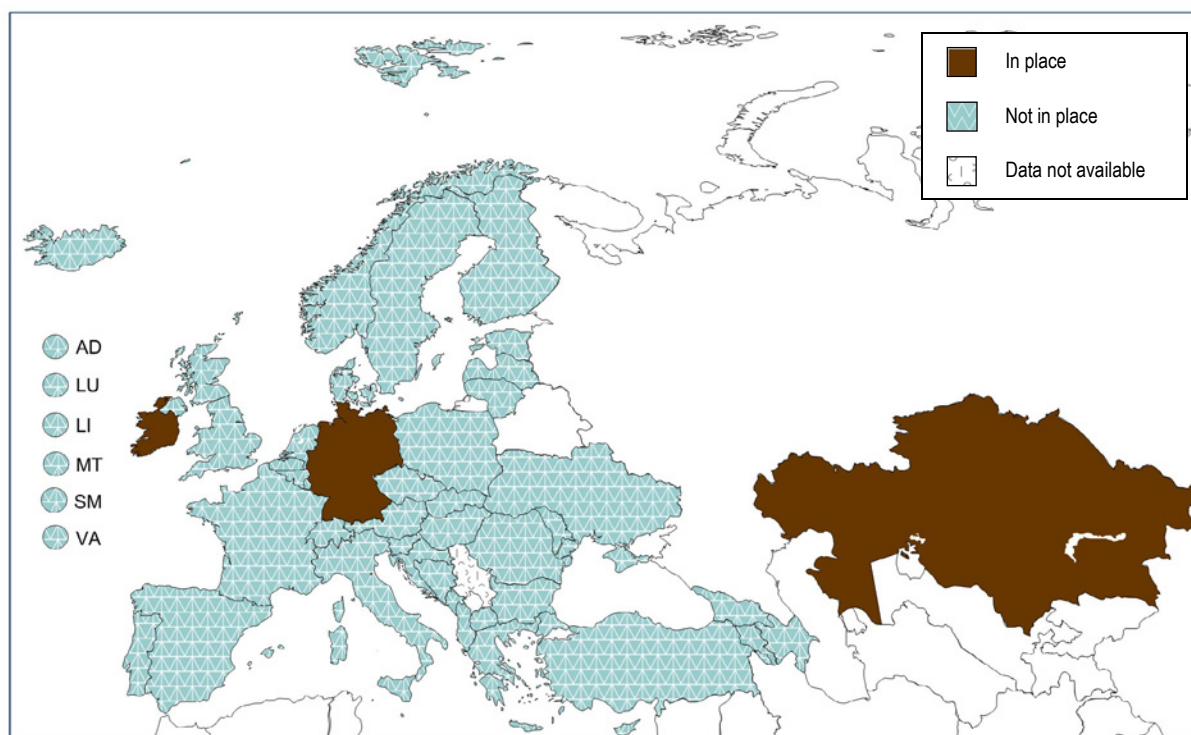 In place
Not in place
Data not available
AD
LU
LI
MT
SM
VA